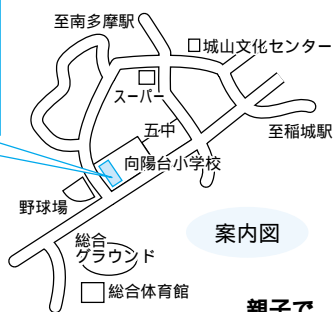 至南多摩駅
城山文化センター
スーパー
五中
至稲城駅
向陽台小学校
野球場
案内図
総合
グラウンド
総合体育館
親子で